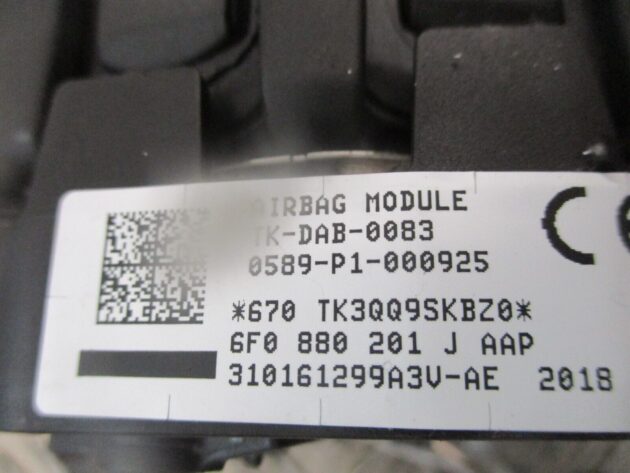 AIRBAG MODULE
TK-DAB-0083
0589-P1-000925
*670 TK3QQ9SKBZ0*
6F0 880 201 J AAP
310161299A3V-AE 2018
CE